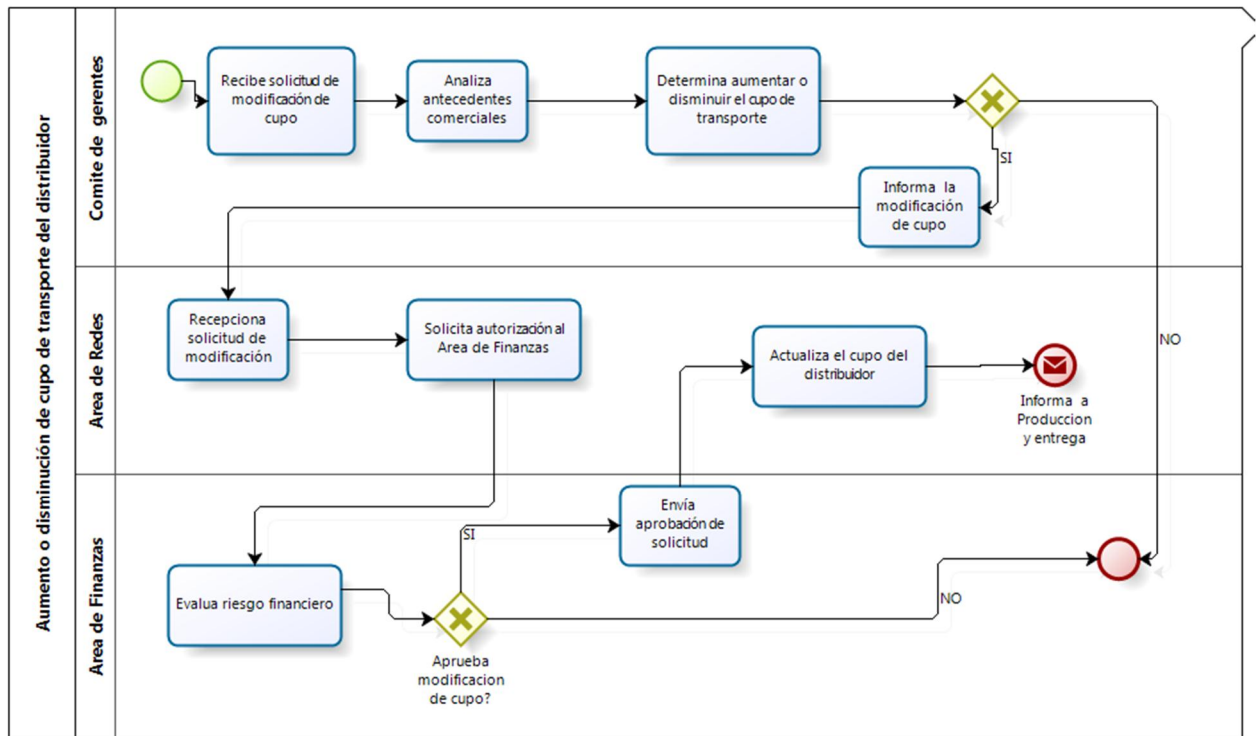 Aumento o disminución de cupo de transporte del distribuidor
Comite de gerentes
Recibe solicitud de
modificación de
cupo
Analiza
antecedentes
comerciales
Determina aumentar o
disminuir el cupo de
transporte
SI
Informa la
modificación
de cupo
NO
Area de Redes
Recepciona
solicitud de
modificación
Solicita autorización al
Area de Finanzas
Actualiza el cupo del
distribuidor
Informa a
Produccion
y entrega
Area de Finanzas
Evalua riesgo financiero
SI
Envía
aprobación de
solicitud
NO
Aprueba
modificacion
de cupo?